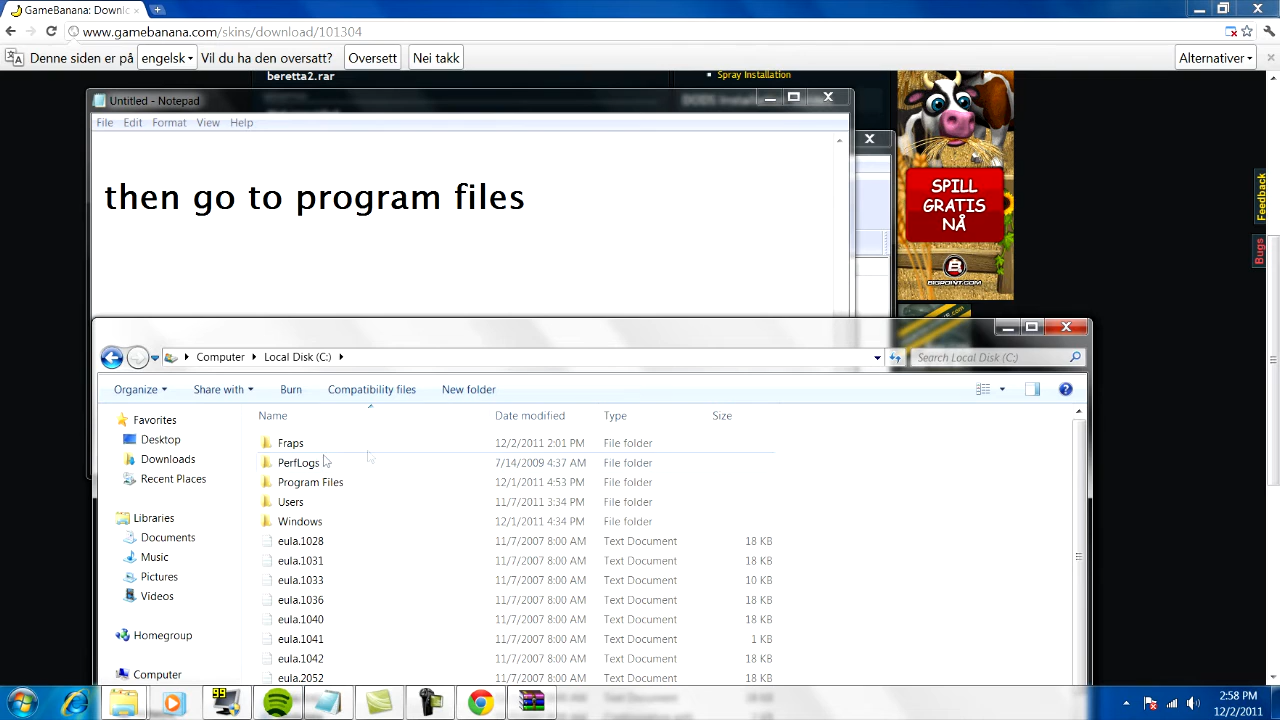 GameBanana: Downlo
www.gamebanana.com/skins/download/101304
Denne siden er på engelsk Vil du ha den oversatt? Oversett Nei takk Alternativer
beretta2.rar
Spray Installation
Untitled - Notepad
File Edit Format View Help
then go to program files
SPILL
GRATIS
NÅ
BIGPOINT.COM
Feedback
Bugs
Computer Local Disk (C:) Search Local Disk (C:)
Organize Share with Burn Compatibility files New folder
Name Date modified Type Size
Favorites
Desktop
Downloads
Recent Places
Libraries
Documents
Music
Pictures
Videos
Homegroup
Computer
Fraps 12/2/2011 2:01 PM File folder
PerfLogs 7/14/2009 4:37 AM File folder
Program Files 12/1/2011 4:53 PM File folder
Users 11/7/2011 3:34 PM File folder
Windows 12/1/2011 4:34 PM File folder
eula.1028 11/7/2007 8:00 AM Text Document 18 KB
eula.1031 11/7/2007 8:00 AM Text Document 18 KB
eula.1033 11/7/2007 8:00 AM Text Document 10 KB
eula.1036 11/7/2007 8:00 AM Text Document 18 KB
eula.1040 11/7/2007 8:00 AM Text Document 18 KB
eula.1041 11/7/2007 8:00 AM Text Document 1 KB
eula.1042 11/7/2007 8:00 AM Text Document 18 KB
eula.2052 11/7/2007 8:00 AM Text Document 18 KB
99
2:58 PM
12/2/2011